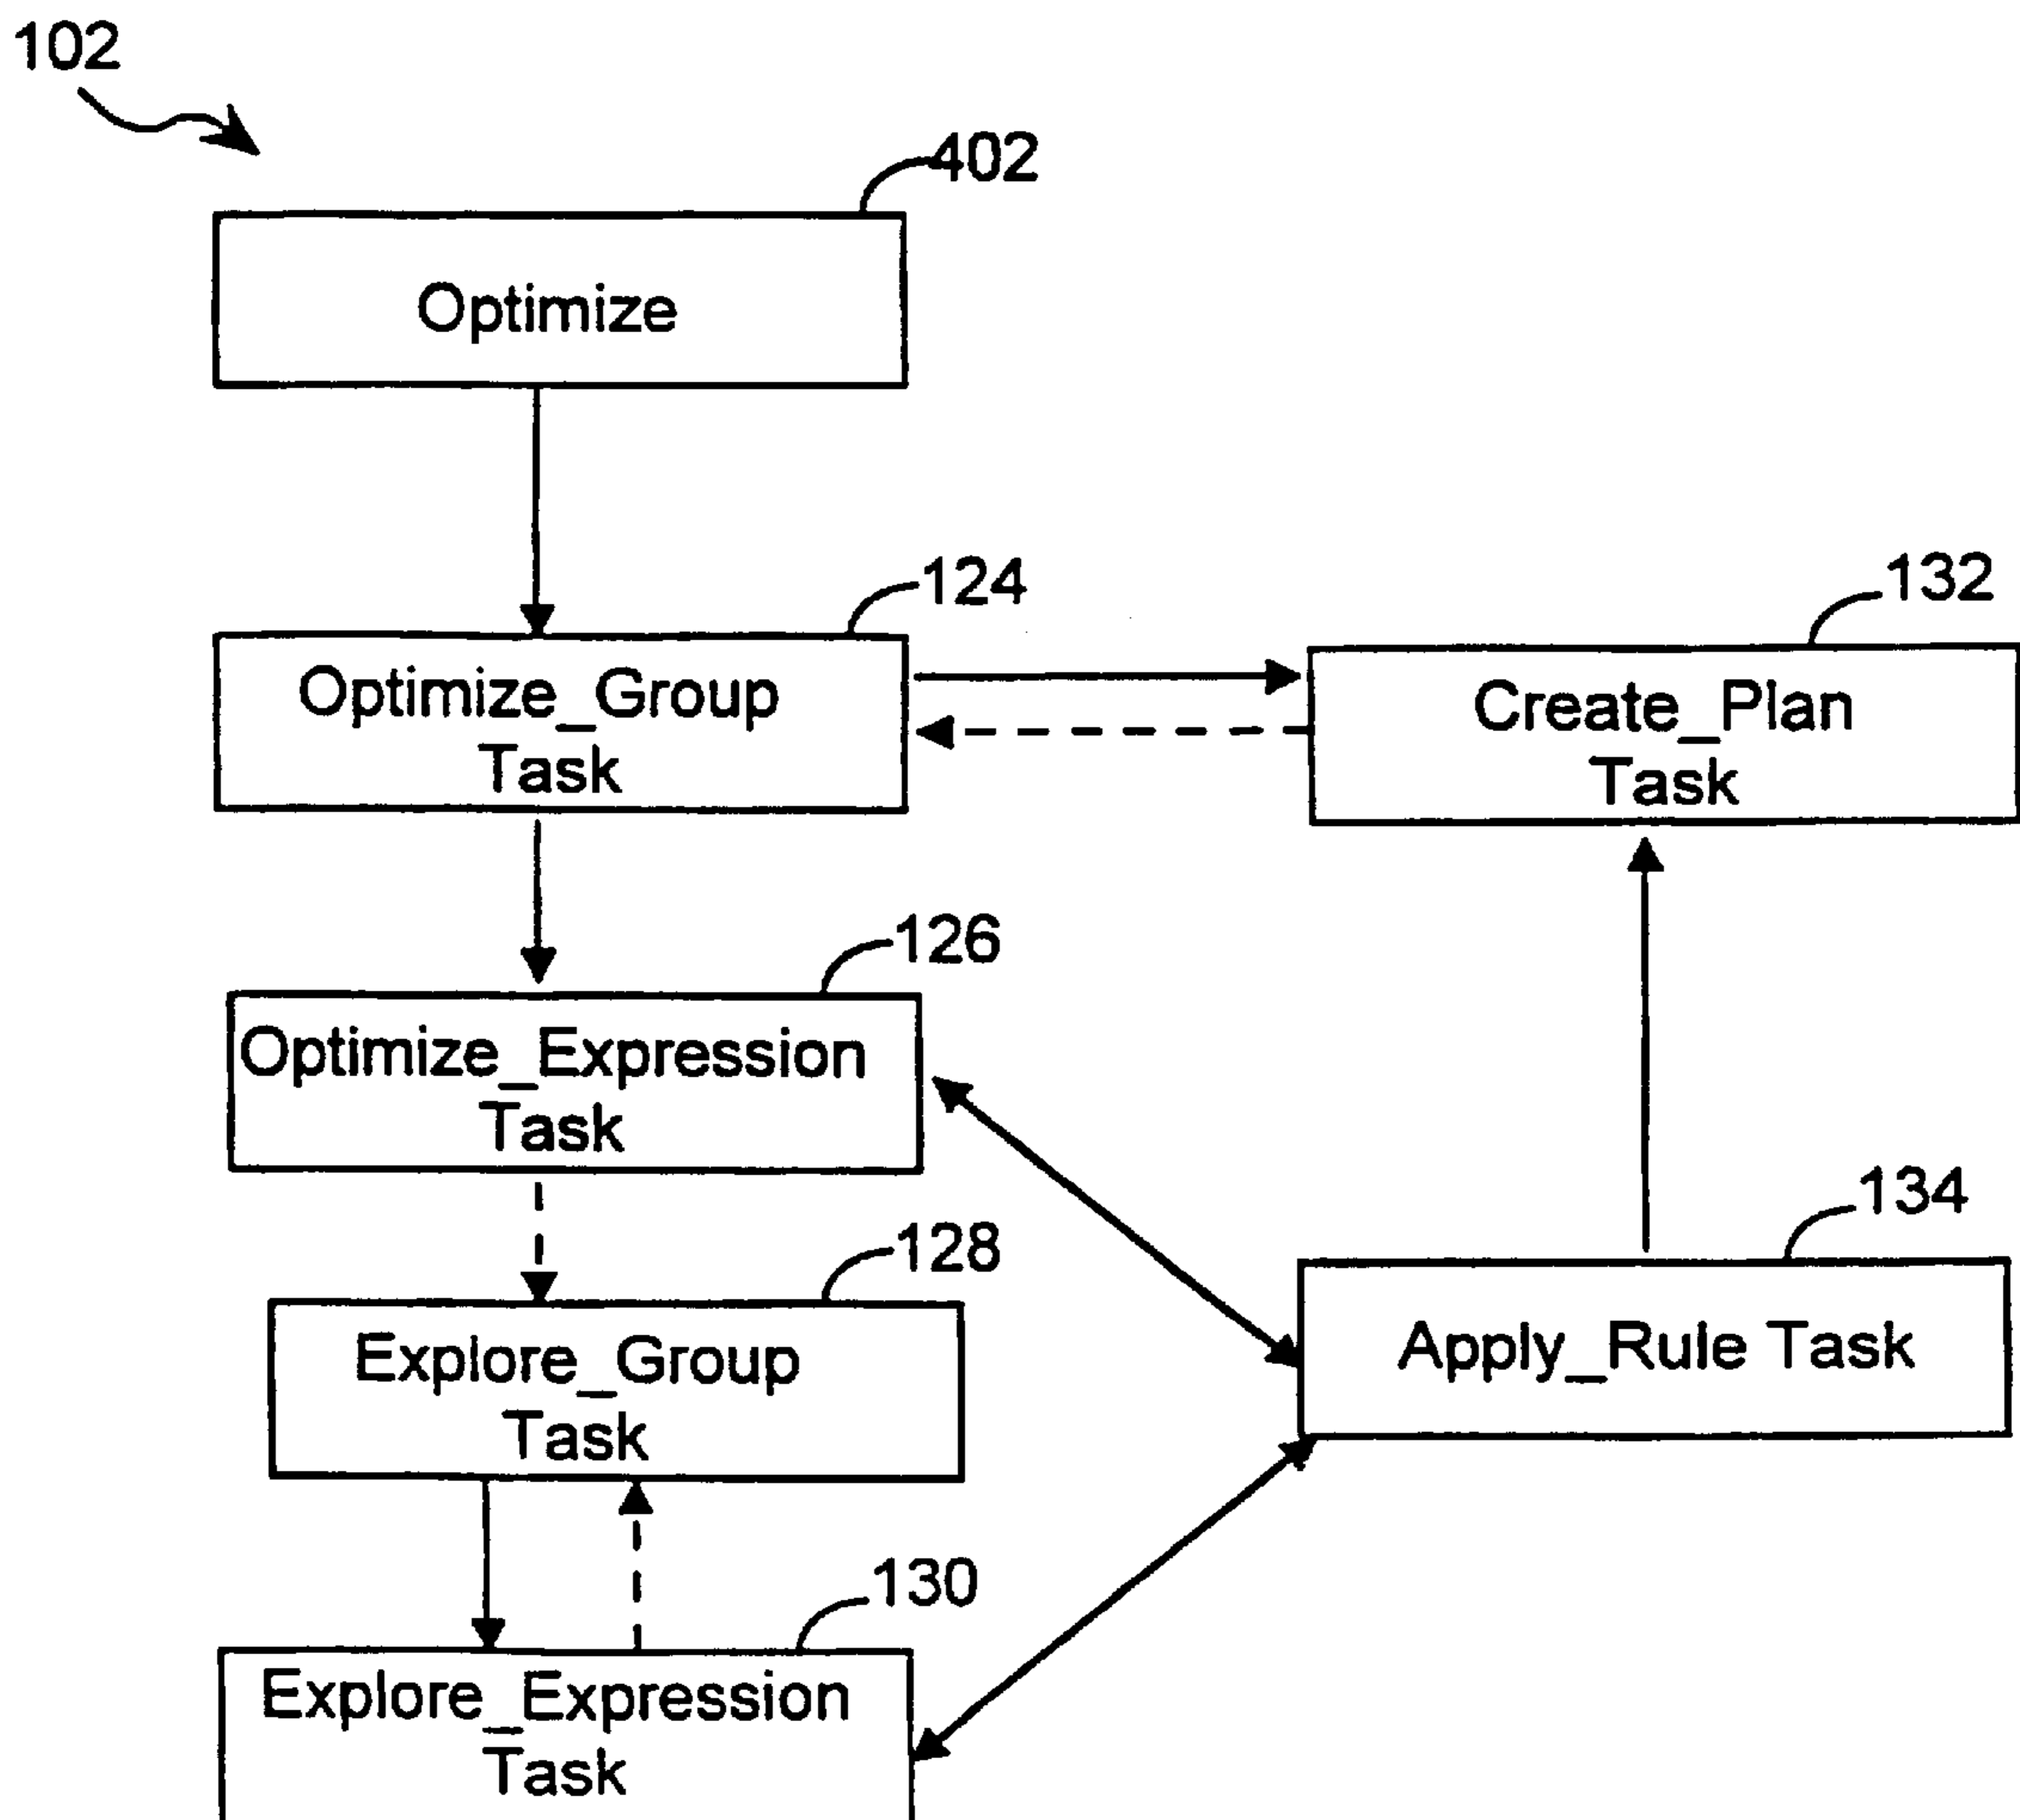 102
402
Optimize
124
132
Optimize_Group
Task
Create_Plan
Task
126
Optimize_Expression
Task
128
134
Explore_Group
Task
Apply_Rule Task
130
Explore_Expression
Task